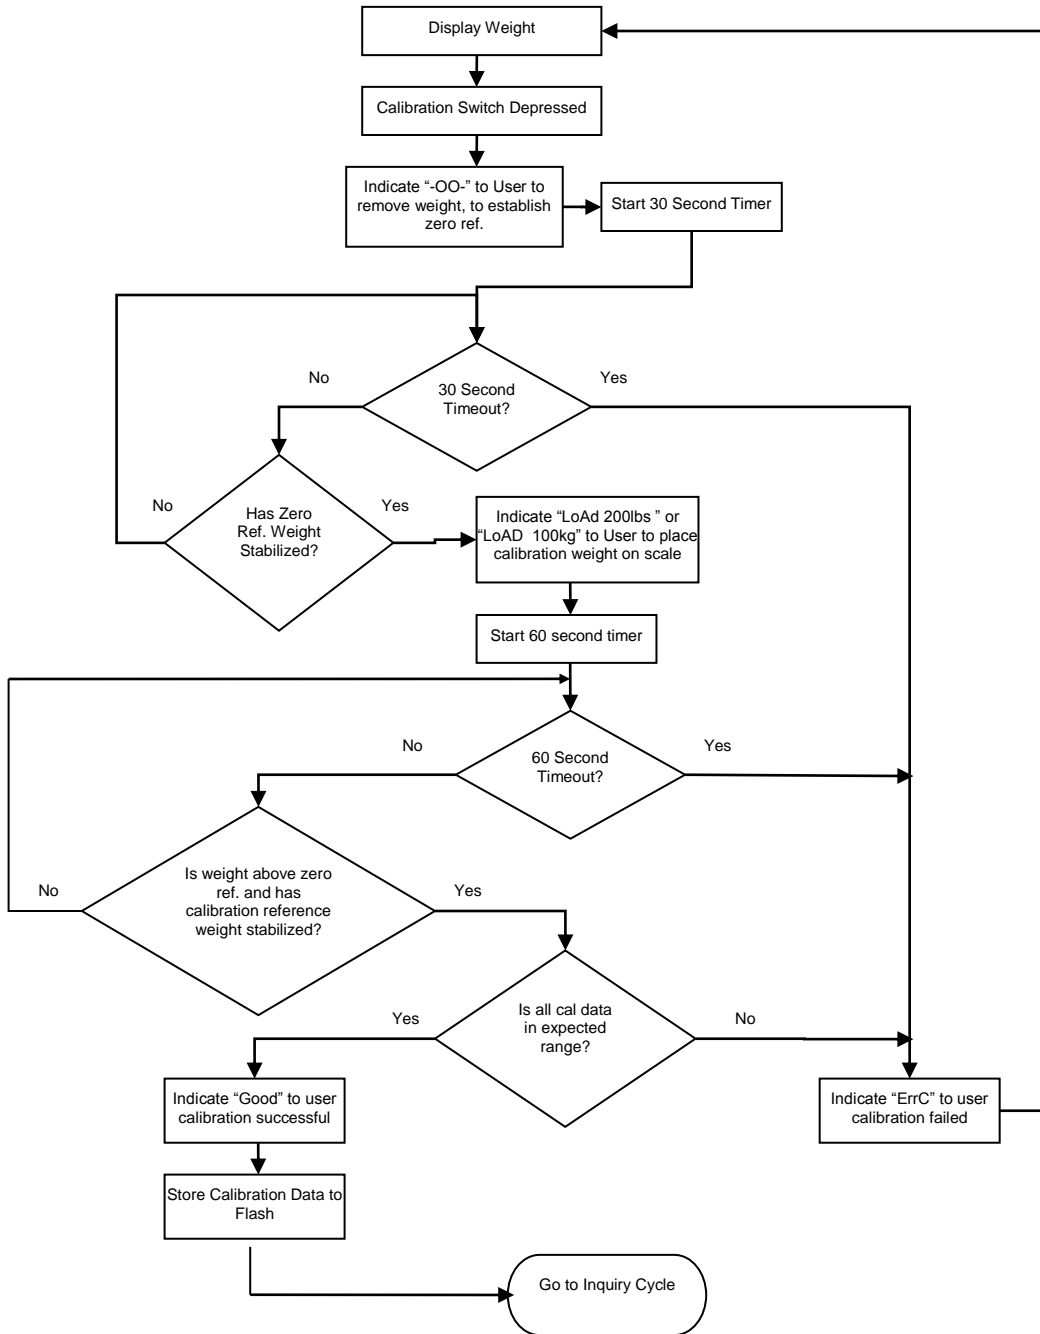 Display Weight
Calibration Switch Depressed
Indicate “-OO-” to User to
remove weight, to establish
zero ref.
Start 30 Second Timer
No
Yes
30 Second
Timeout?
No
Yes
Has Zero
Ref. Weight
Stabilized?
Indicate “LoAd 200lbs ” or
“LoAD  100kg” to User to place
calibration weight on scale
Start 60 second timer
No
Yes
60 Second
Timeout?
No
Yes
Is weight above zero
ref. and has
calibration reference
weight stabilized?
Yes
No
Is all cal data
in expected
range?
Indicate “Good” to user
calibration successful
Indicate “ErrC” to user
calibration failed
Store Calibration Data to
Flash
Go to Inquiry Cycle